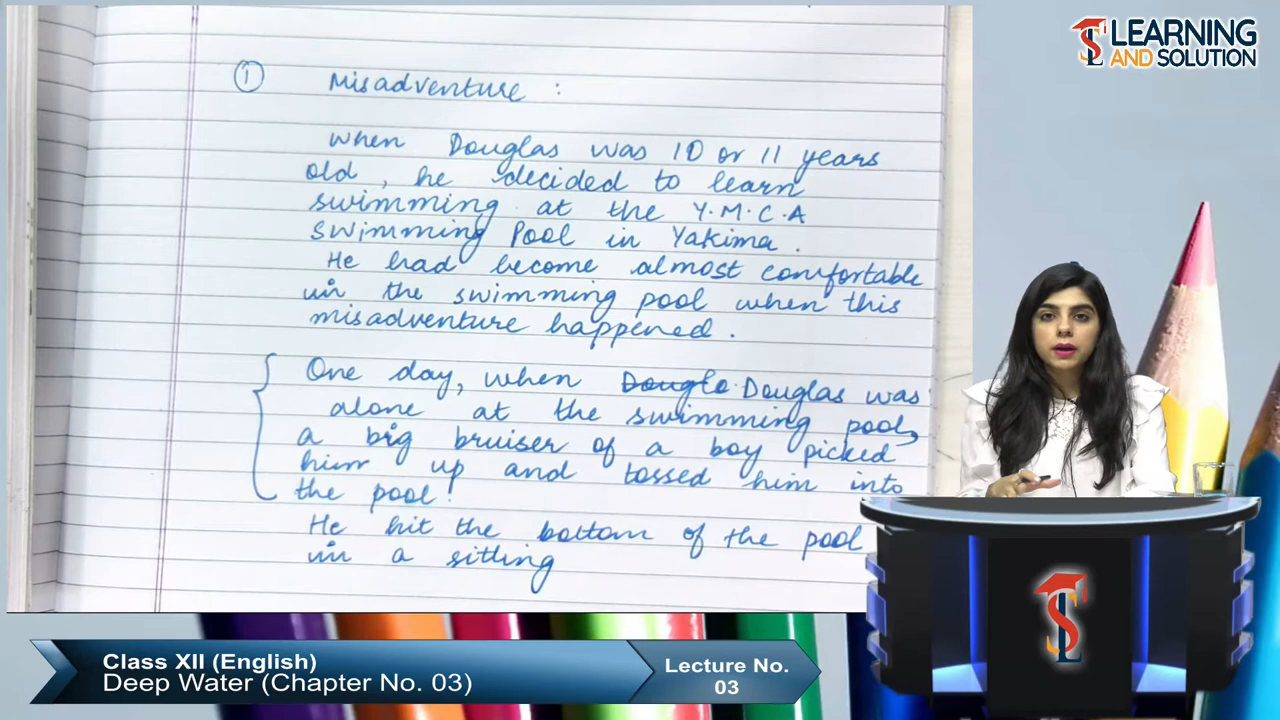 LEARNING
AND SOLUTION
① Misadventure :
When Douglas was 10 or 11 years
old, he decided to learn
swimming at the Y.M.C.A
swimming Pool in Yakima.
He had become almost comfortable
in the swimming pool when this
misadventure happened.
One day, when Douglo Douglas was
alone at the swimming pool,
a big bruiser of a boy picked
him up and tossed him into
the pool.
He hit the bottom of the pool
in a sitting
Class XII (English)
Deep Water (Chapter No. 03)
Lecture No.
03